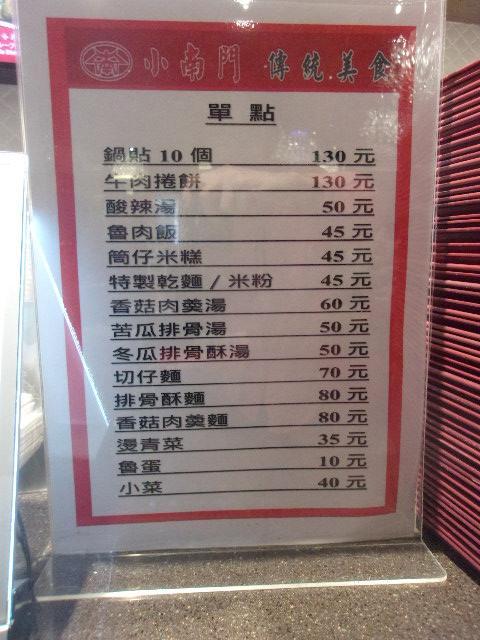 小南門 傳統美食
單點
鍋貼 10 個 130 元
牛肉捲餅 130 元
酸辣湯 50 元
魯肉飯 45 元
筒仔米糕 45 元
特製乾麵 / 米粉 45 元
香菇肉羹湯 60 元
苦瓜排骨湯 50 元
冬瓜排骨酥湯 50 元
切仔麵 70 元
排骨酥麵 80 元
香菇肉羹麵 80 元
燙青菜 35 元
魯蛋 10 元
小菜 40 元